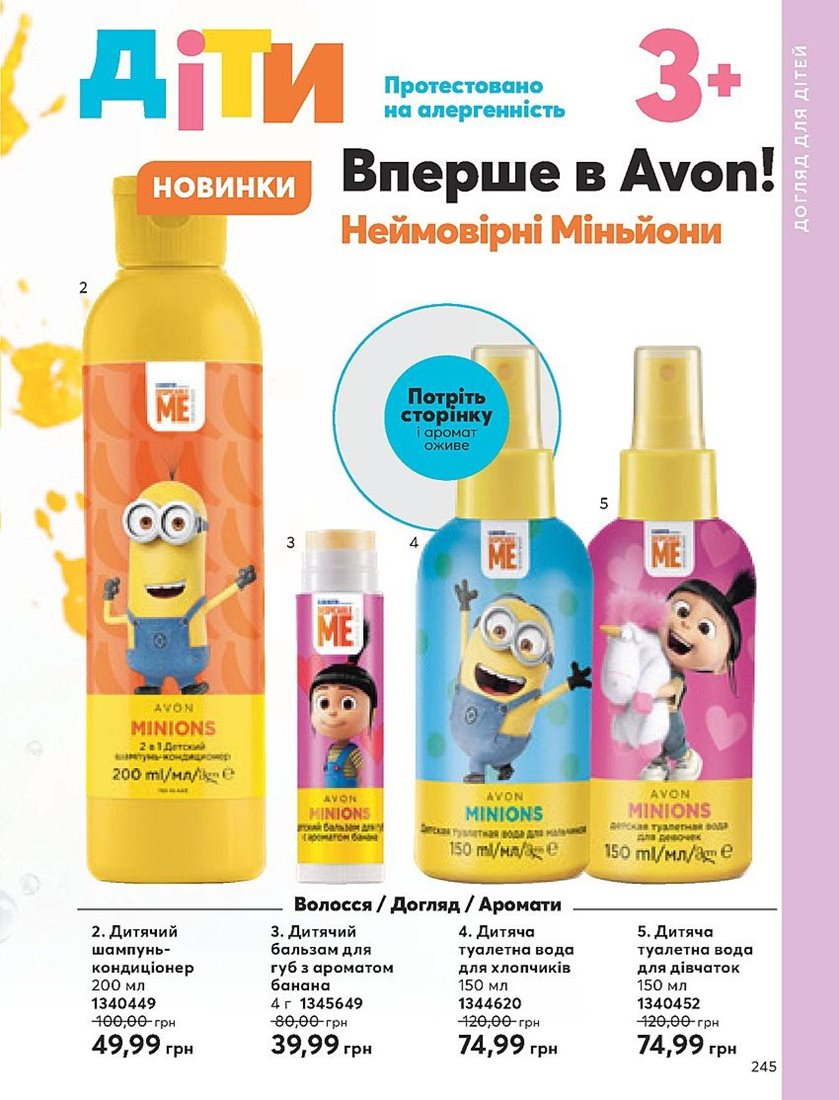 Діти
Протестовано
на алергенність
3+
ДОГЛЯД ДЛЯ ДІТЕЙ
НОВИНКИ
Вперше в Avon!
Неймовірні Міньйони
2
DESPICABLE
ME
AVON
MINIONS
2 в 1 Детский
шампунь-кондиционер
200 ml/мл/
3
DESPICABLE
ME
AVON
MINIONS
с ароматом банана
Потріть
сторінку
і аромат
оживе
4
DESPICABLE
ME
AVON
MINIONS
Детская туалетная вода для мальчиков
150 ml/мл/
5
DESPICABLE
ME
AVON
MINIONS
детская туалетная вода
для девочек
150 ml/мл/
Волосся / Догляд / Аромати
2. Дитячий
шампунь-
кондиціонер
200 мл
1340449
100,00 грн
49,99 грн
3. Дитячий
бальзам для
губ з ароматом
банана
4 г 1345649
80,00 грн
39,99 грн
4. Дитяча
туалетна вода
для хлопчиків
150 мл
1344620
120,00 грн
74,99 грн
5. Дитяча
туалетна вода
для дівчаток
150 мл
1340452
120,00 грн
74,99 грн
245